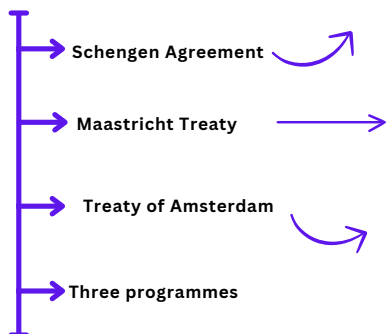 Schengen Agreement
Maastricht Treaty
Treaty of Amsterdam
Three programmes